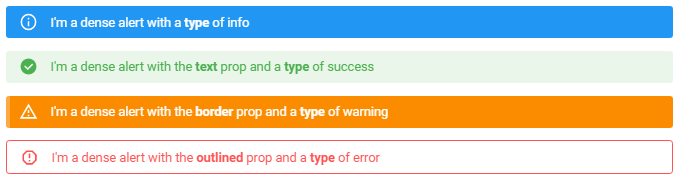 I'm a dense alert with a type of info
I'm a dense alert with the text prop and a type of success
I'm a dense alert with the border prop and a type of warning
I'm a dense alert with the outlined prop and a type of error